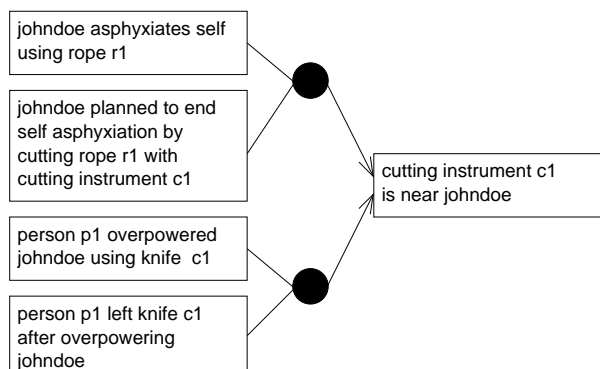 johndoe asphyxiates self
using rope r1
johndoe planned to end
self asphyxiation by
cutting rope r1 with
cutting instrument c1
cutting instrument c1
is near johndoe
person p1 overpowered
johndoe using knife c1
person p1 left knife c1
after overpowering
johndoe